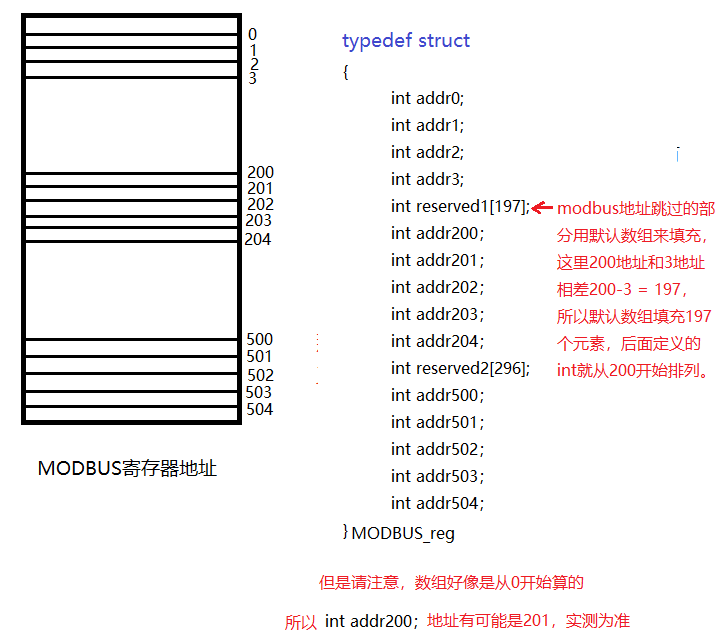 0
1
2
3
200
201
202
203
204
500
501
502
503
504
MODBUS寄存器地址
typedef struct
{
int addr0;
int addr1;
int addr2;
int addr3;
int reserved1[197];
int addr200;
int addr201;
int addr202;
int addr203;
int addr204;
int reserved2[296];
int addr500;
int addr501;
int addr502;
int addr503;
int addr504;
} MODBUS_reg
modbus地址跳过的部
分用默认数组来填充，
这里200地址和3地址
相差200-3 = 197，
所以默认数组填充197
个元素，后面定义的
int就从200开始排列。
但是请注意，数组好像是从0开始算的
所以 int addr200; 地址有可能是201，实测为准